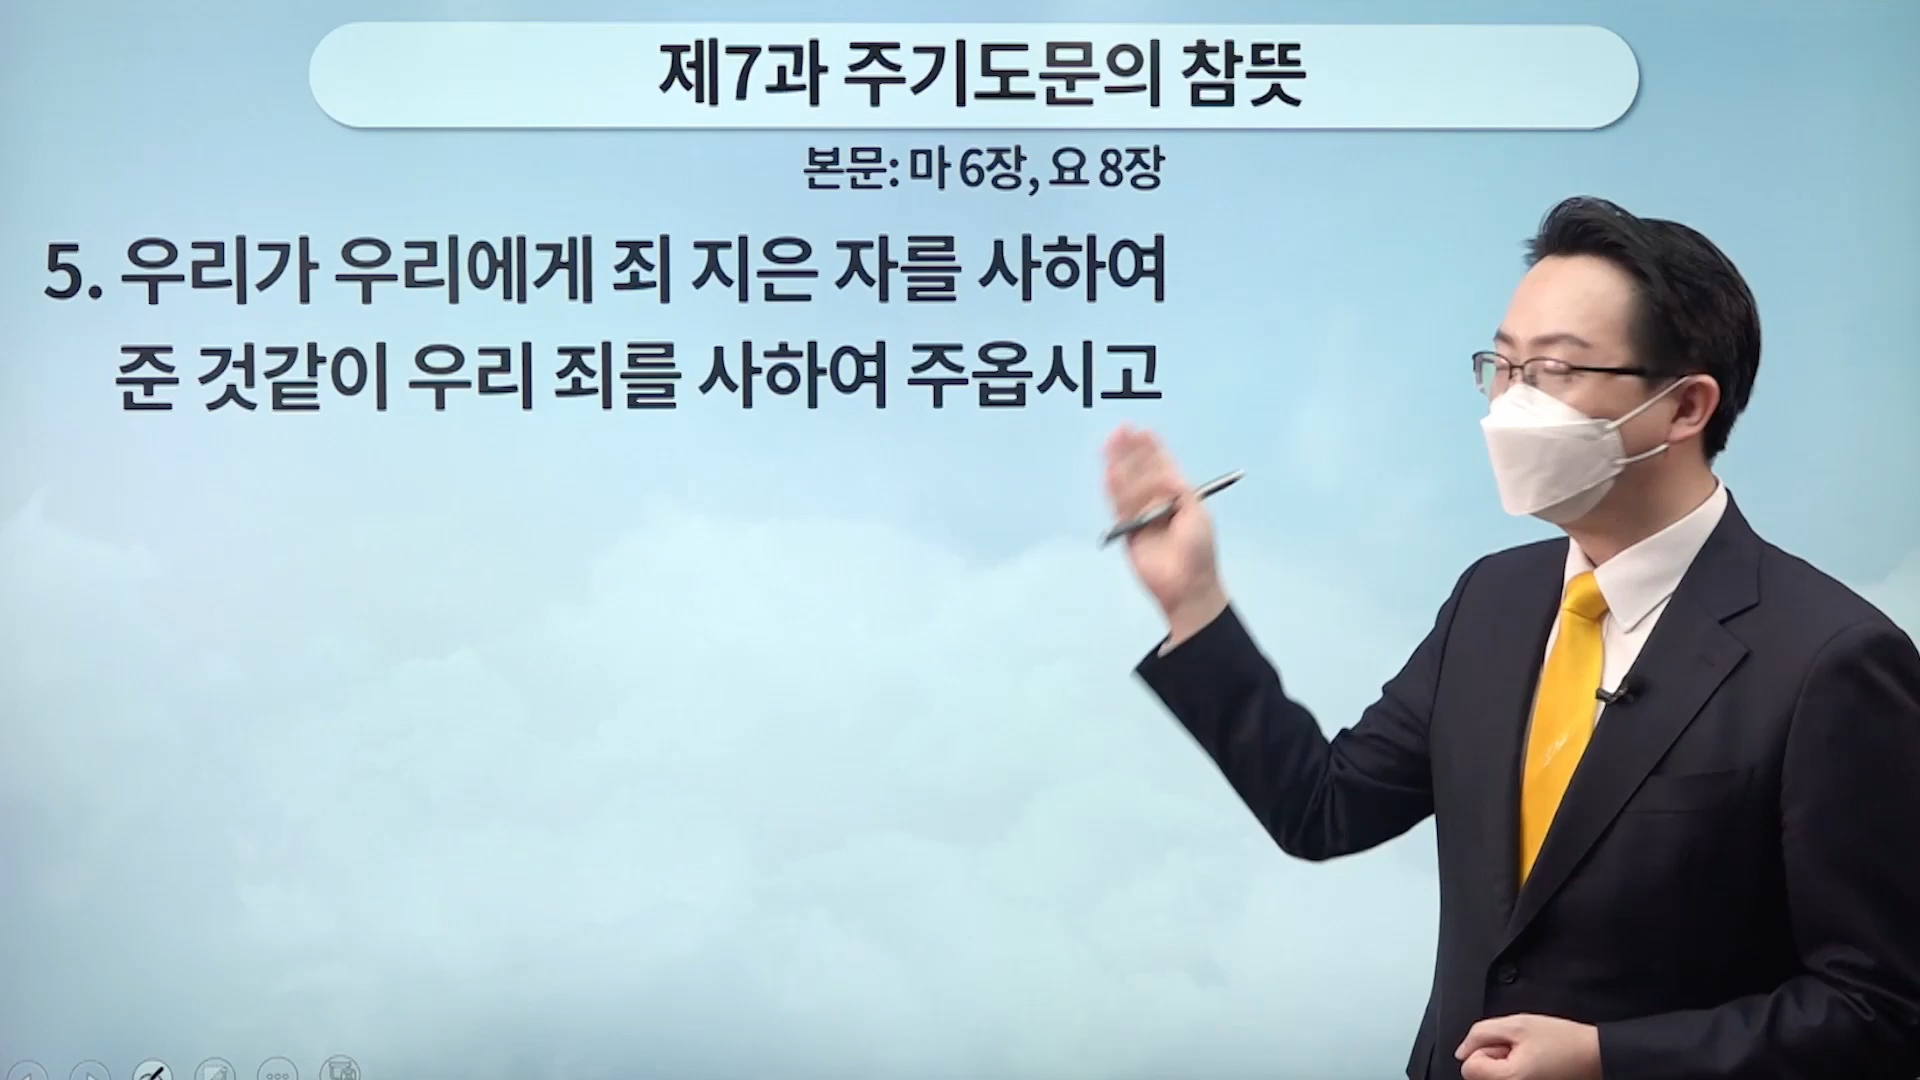 제7과 주기도문의 참뜻
본문: 마 6장, 요 8장
5. 우리가 우리에게 죄 지은 자를 사하여
준 것같이 우리 죄를 사하여 주옵시고